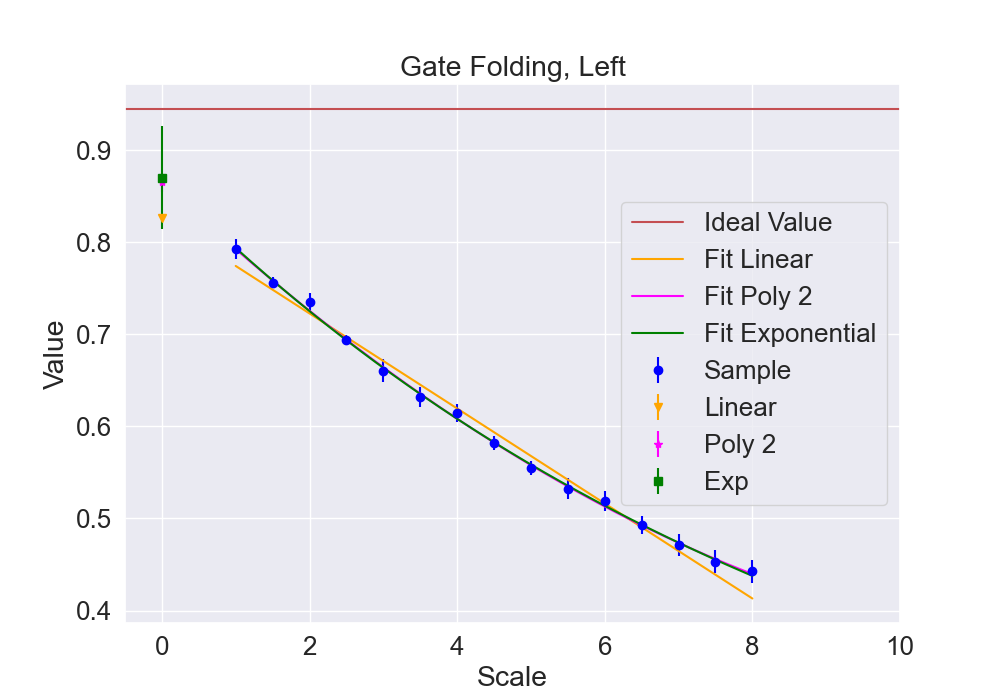 Gate Folding, Left
Value
0.9
0.8
0.7
0.6
0.5
0.4
Ideal Value
Fit Linear
Fit Poly 2
Fit Exponential
Sample
Linear
Poly 2
Exp
0 2 4 6 8 10
Scale